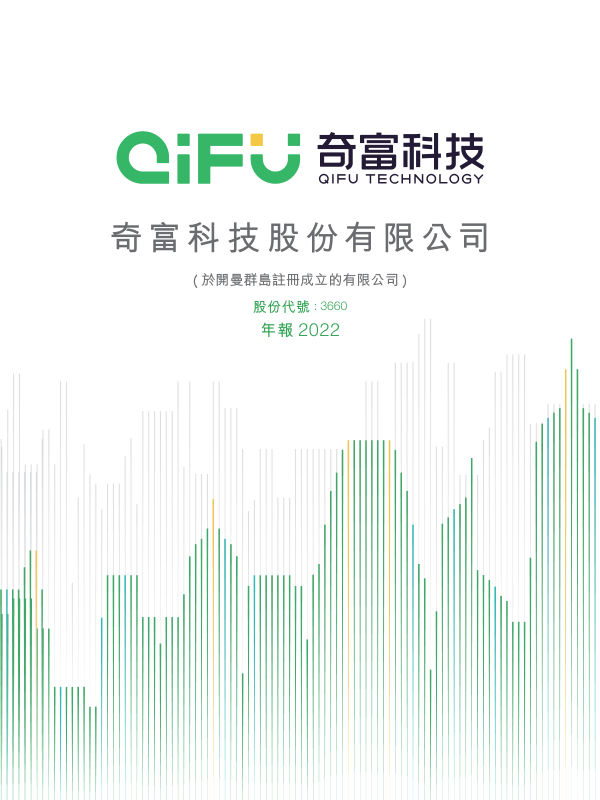 QIFU 奇富科技
QIFU TECHNOLOGY
奇富科技股份有限公司
(於開曼群島註冊成立的有限公司)
股份代號 : 3660
年報 2022